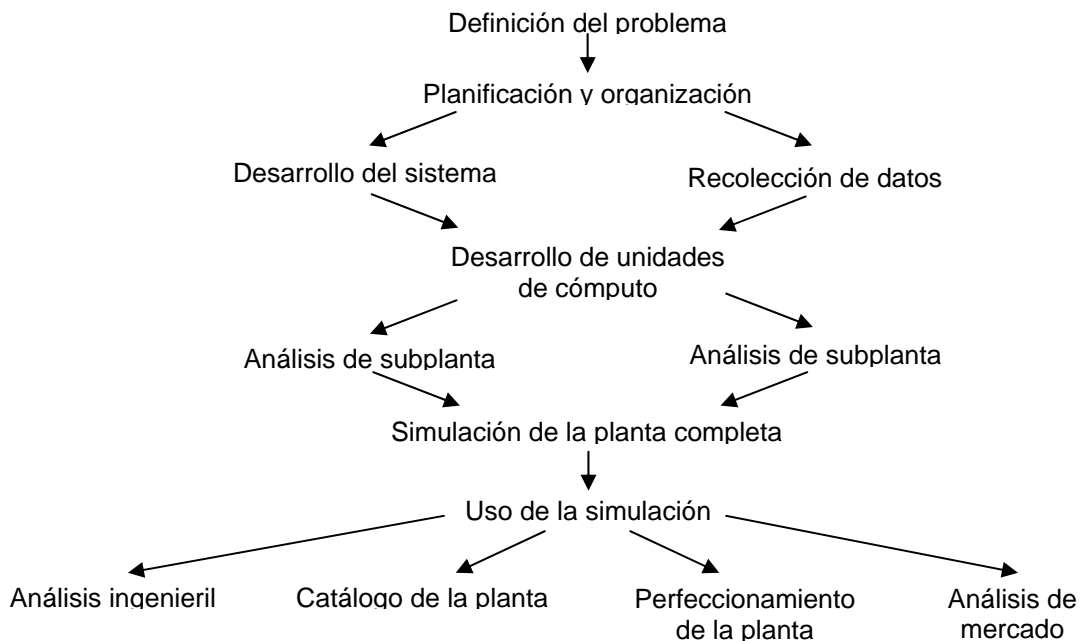 Definición del problema
Planificación y organización
Desarrollo del sistema
Recolección de datos
Desarrollo de unidades
de cómputo
Análisis de subplanta
Análisis de subplanta
Simulación de la planta completa
Uso de la simulación
Análisis ingenieril
Catálogo de la planta
Perfeccionamiento
de la planta
Análisis de
mercado